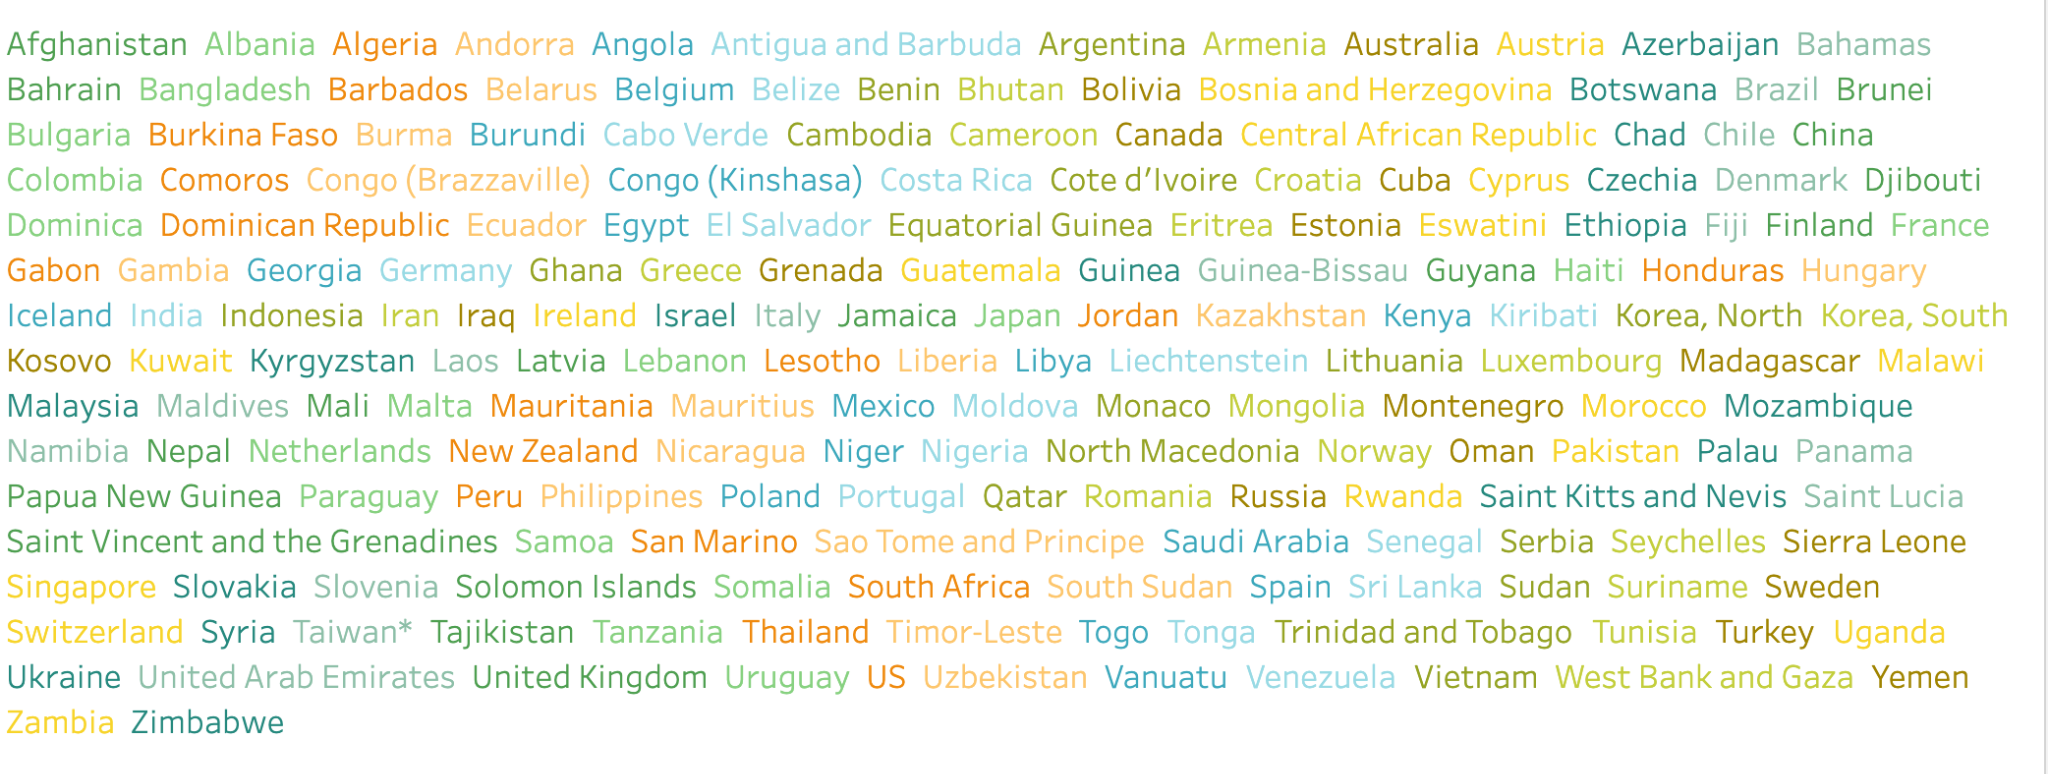 Afghanistan Albania Algeria Andorra Angola Antigua and Barbuda Argentina Armenia Australia Austria Azerbaijan Bahamas
Bahrain Bangladesh Barbados Belarus Belgium Belize Benin Bhutan Bolivia Bosnia and Herzegovina Botswana Brazil Brunei
Bulgaria Burkina Faso Burma Burundi Cabo Verde Cambodia Cameroon Canada Central African Republic Chad Chile China
Colombia Comoros Congo (Brazzaville) Congo (Kinshasa) Costa Rica Cote d’Ivoire Croatia Cuba Cyprus Czechia Denmark Djibouti
Dominica Dominican Republic Ecuador Egypt El Salvador Equatorial Guinea Eritrea Estonia Eswatini Ethiopia Fiji Finland France
Gabon Gambia Georgia Germany Ghana Greece Grenada Guatemala Guinea Guinea-Bissau Guyana Haiti Honduras Hungary
Iceland India Indonesia Iran Iraq Ireland Israel Italy Jamaica Japan Jordan Kazakhstan Kenya Kiribati Korea, North Korea, South
Kosovo Kuwait Kyrgyzstan Laos Latvia Lebanon Lesotho Liberia Libya Liechtenstein Lithuania Luxembourg Madagascar Malawi
Malaysia Maldives Mali Malta Mauritania Mauritius Mexico Moldova Monaco Mongolia Montenegro Morocco Mozambique
Namibia Nepal Netherlands New Zealand Nicaragua Niger Nigeria North Macedonia Norway Oman Pakistan Palau Panama
Papua New Guinea Paraguay Peru Philippines Poland Portugal Qatar Romania Russia Rwanda Saint Kitts and Nevis Saint Lucia
Saint Vincent and the Grenadines Samoa San Marino Sao Tome and Principe Saudi Arabia Senegal Serbia Seychelles Sierra Leone
Singapore Slovakia Slovenia Solomon Islands Somalia South Africa South Sudan Spain Sri Lanka Sudan Suriname Sweden
Switzerland Syria Taiwan* Tajikistan Tanzania Thailand Timor-Leste Togo Tonga Trinidad and Tobago Tunisia Turkey Uganda
Ukraine United Arab Emirates United Kingdom Uruguay US Uzbekistan Vanuatu Venezuela Vietnam West Bank and Gaza Yemen
Zambia Zimbabwe